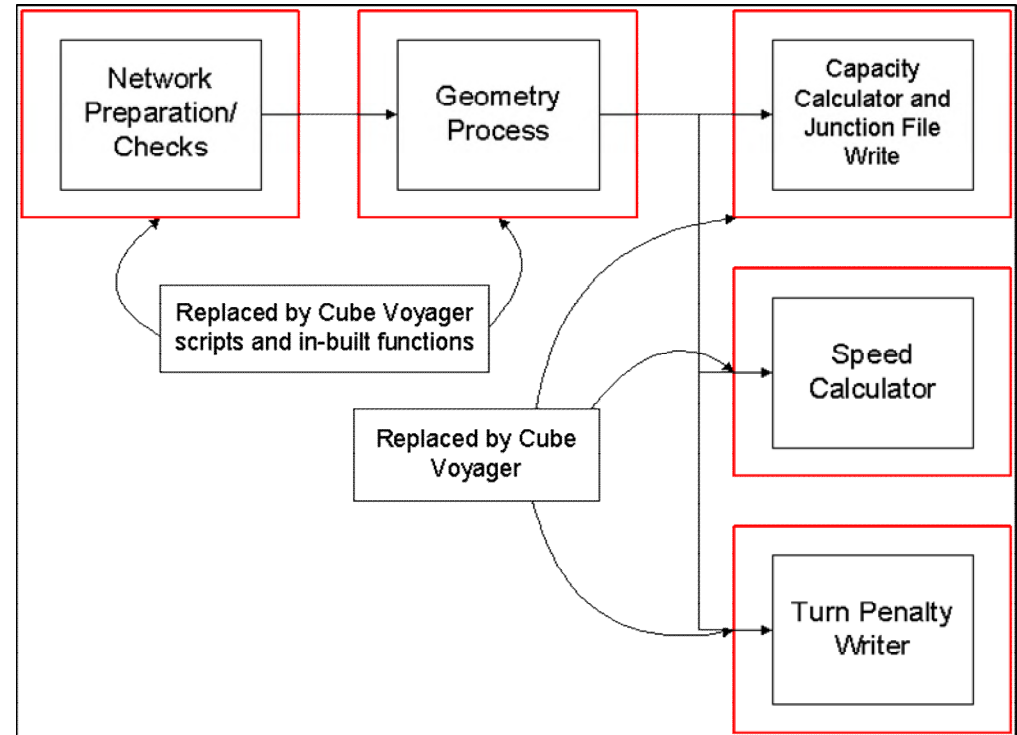 Network
Preparation/
Checks
Geometry
Process
Capacity
Calculator and
Junction File
Write
Replaced by Cube Voyager
scripts and in-built functions
Speed
Calculator
Replaced by Cube
Voyager
Turn Penalty
Writer